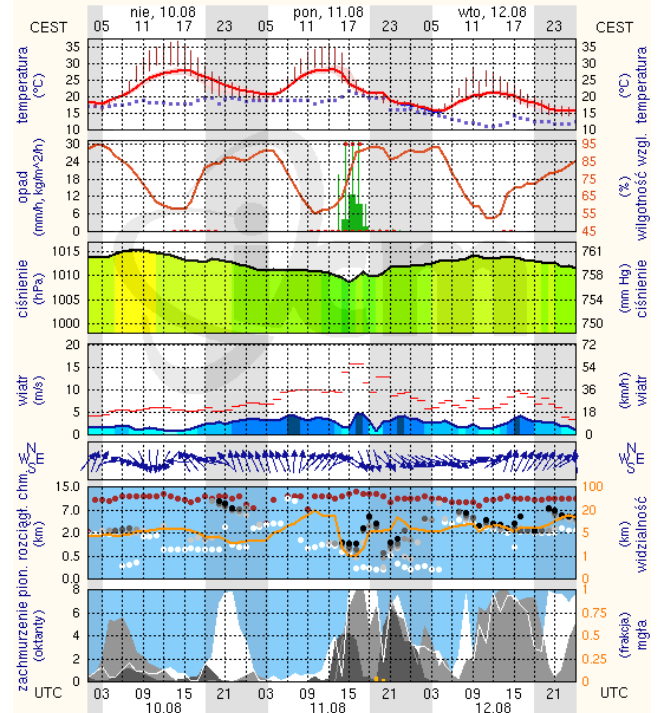 nie, 10.08 pon, 11.08 wto, 12.08
CEST 05 11 17 23 05 11 17 23 05 11 17 23 CEST
temperatura (°C)
35 30 25 20 15 10
35 30 25 20 15 10
temperatura (°C)
opad (mm/h, kg/m^2/h)
30 24 18 12 6 0
95 85 75 65 55 45
(%) wilgotność wzgl.
ciśnienie (hPa)
1015 1010 1005 1000
761 758 754 750
(mm Hg) ciśnienie
wiatr (m/s)
20 15 10 5 0
72 54 36 18 0
(km/h) wiatr
N W E S
N W E S
pion. rozciągł. chm. (km)
15.0 7.0 2.0 0.5 0.0
100 20 5 1 0
(km) widzialność
zachmurzenie (oktanty)
8 6 4 2 0
1 0.75 0.5 0.25 0
(frakcja) mgła
UTC 03 09 15 21 03 09 15 21 03 09 15 21 UTC
10.08 11.08 12.08